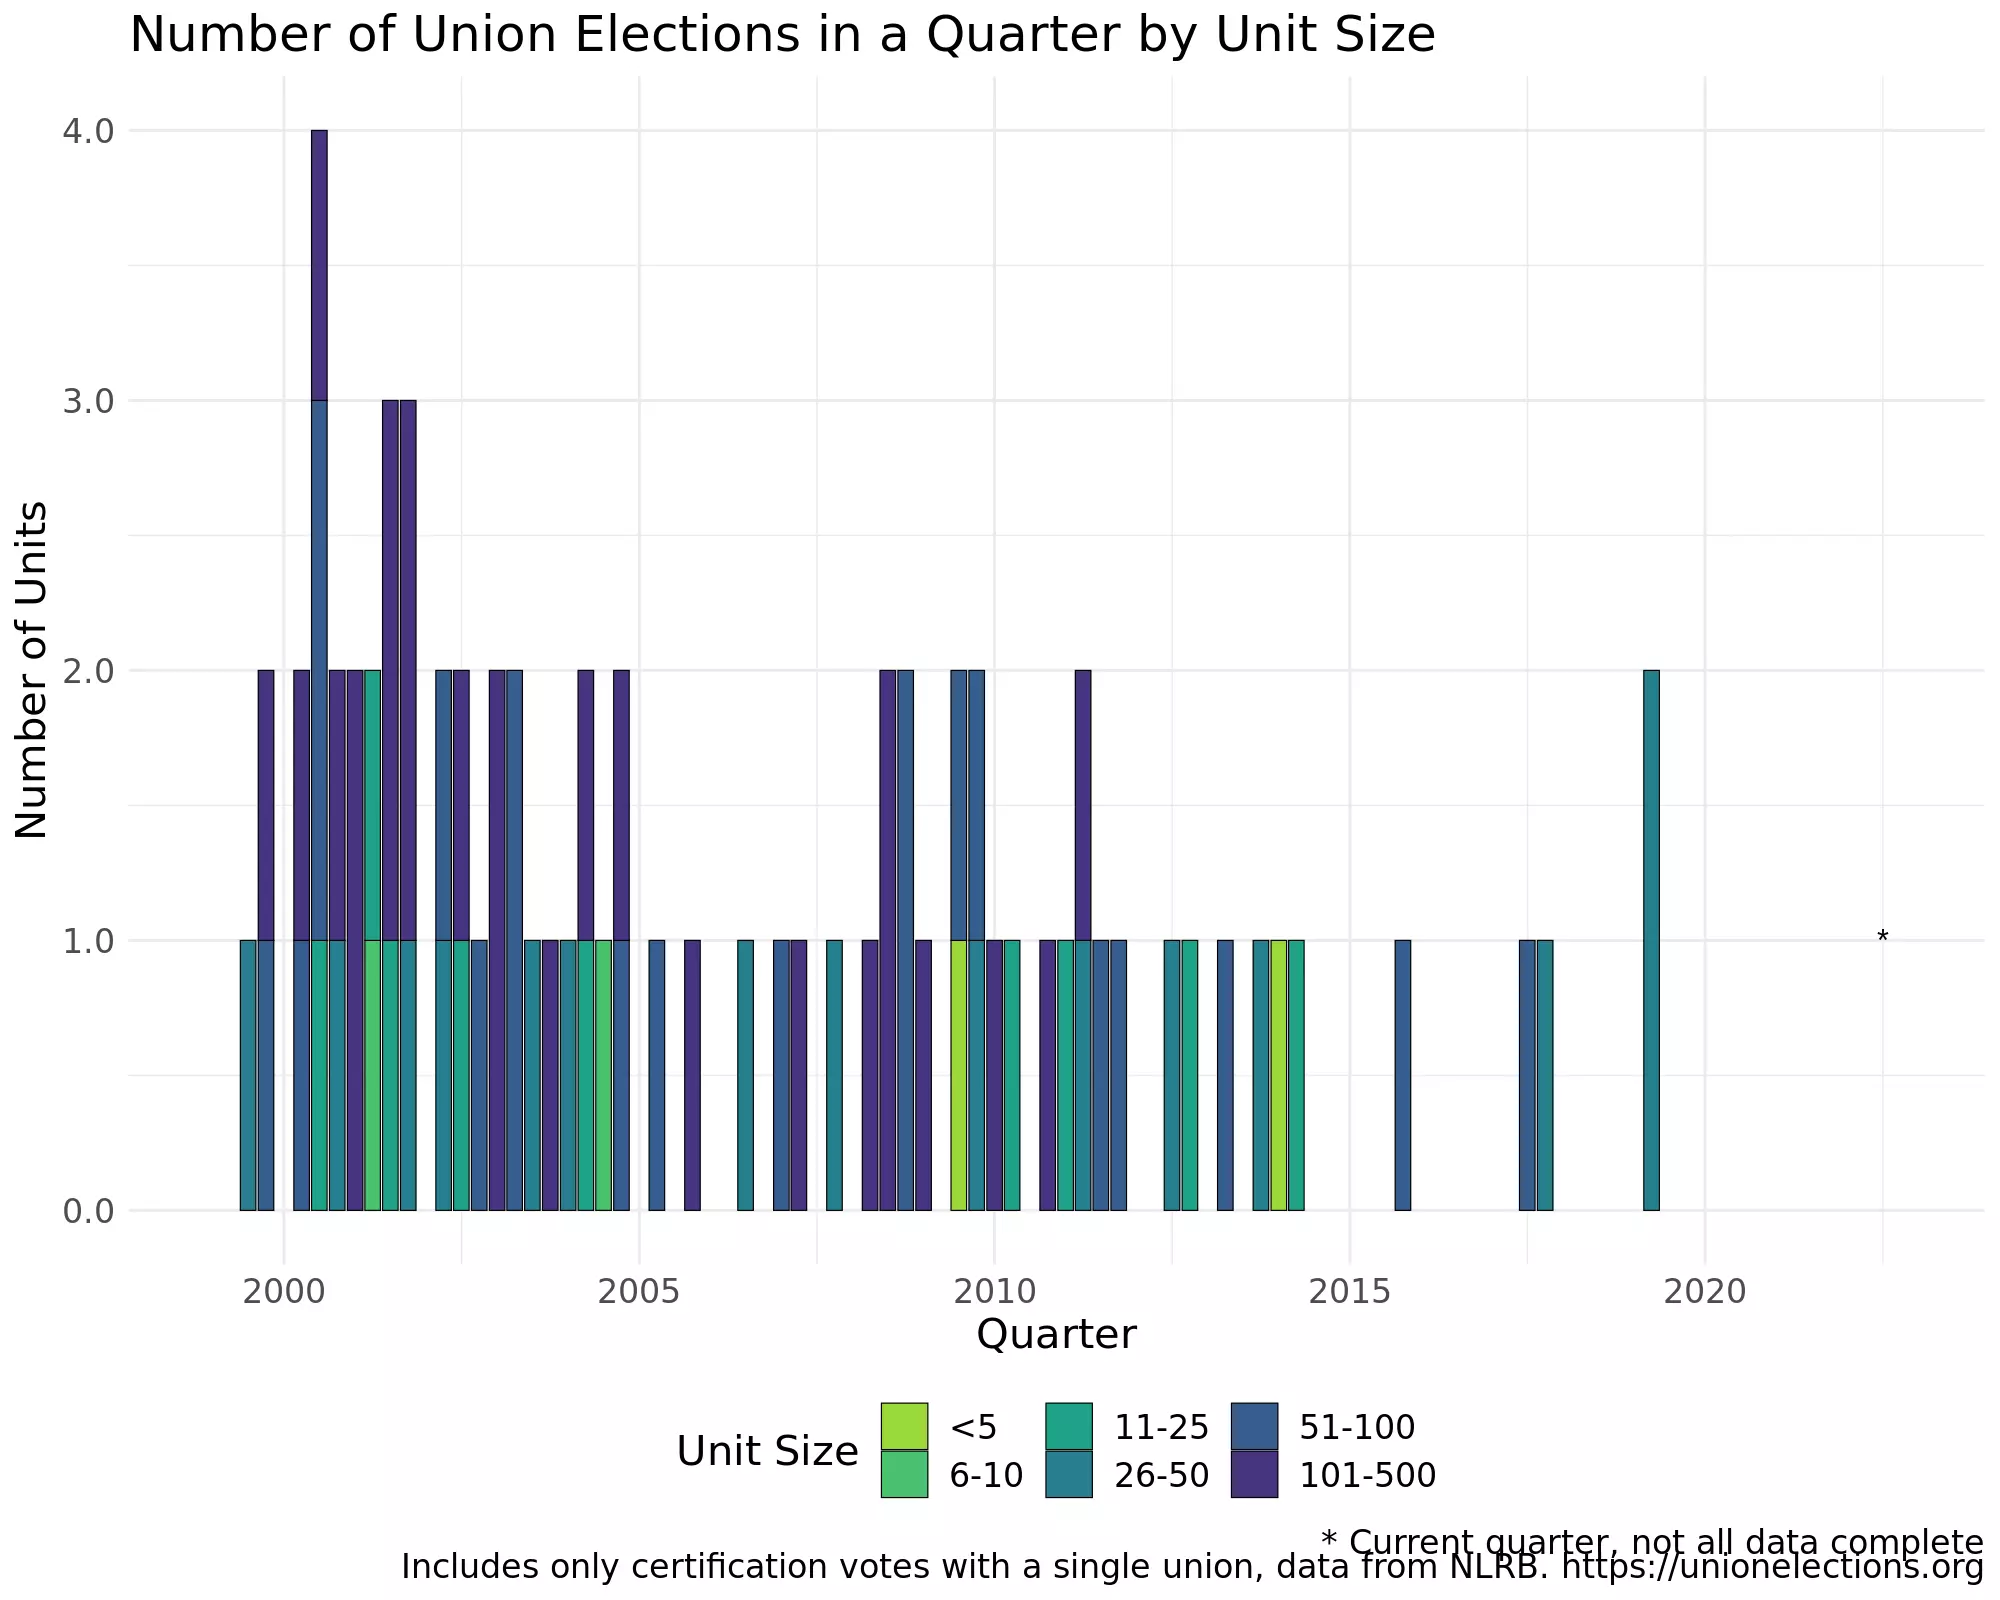 Number of Union Elections in a Quarter by Unit Size
Number of Units
4.0
3.0
2.0
1.0
0.0
*
2000 2005 2010 2015 2020
Quarter
Unit Size
<5 11-25 51-100
6-10 26-50 101-500
* Current quarter, not all data complete
Includes only certification votes with a single union, data from NLRB. https://unionelections.org